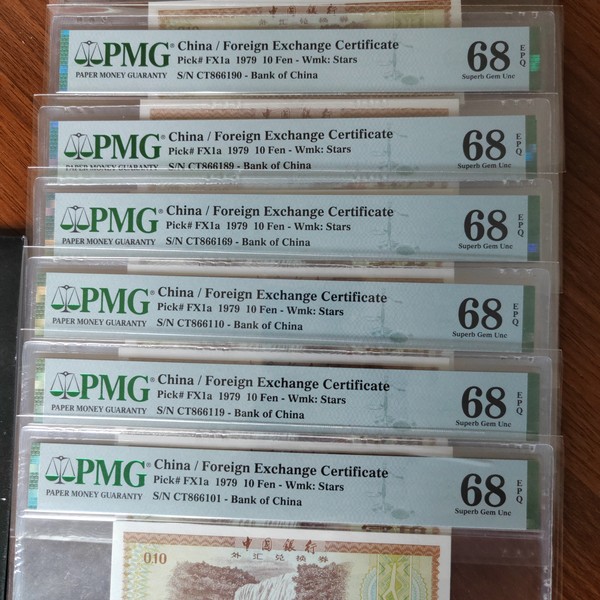 PMG®
PAPER MONEY GUARANTY
China / Foreign Exchange Certificate
Pick# FX1a 1979 10 Fen - Wmk: Stars
S/N CT866190 - Bank of China
68 EPQ
Superb Gem Unc
PMG®
PAPER MONEY GUARANTY
China / Foreign Exchange Certificate
Pick# FX1a 1979 10 Fen - Wmk: Stars
S/N CT866189 - Bank of China
68 EPQ
Superb Gem Unc
PMG®
PAPER MONEY GUARANTY
China / Foreign Exchange Certificate
Pick# FX1a 1979 10 Fen - Wmk: Stars
S/N CT866169 - Bank of China
68 EPQ
Superb Gem Unc
PMG®
PAPER MONEY GUARANTY
China / Foreign Exchange Certificate
Pick# FX1a 1979 10 Fen - Wmk: Stars
S/N CT866110 - Bank of China
68 EPQ
Superb Gem Unc
PMG®
PAPER MONEY GUARANTY
China / Foreign Exchange Certificate
Pick# FX1a 1979 10 Fen - Wmk: Stars
S/N CT866119 - Bank of China
68 EPQ
Superb Gem Unc
PMG®
PAPER MONEY GUARANTY
China / Foreign Exchange Certificate
Pick# FX1a 1979 10 Fen - Wmk: Stars
S/N CT866101 - Bank of China
68 EPQ
Superb Gem Unc
中国银行
0.10
外汇兑换券